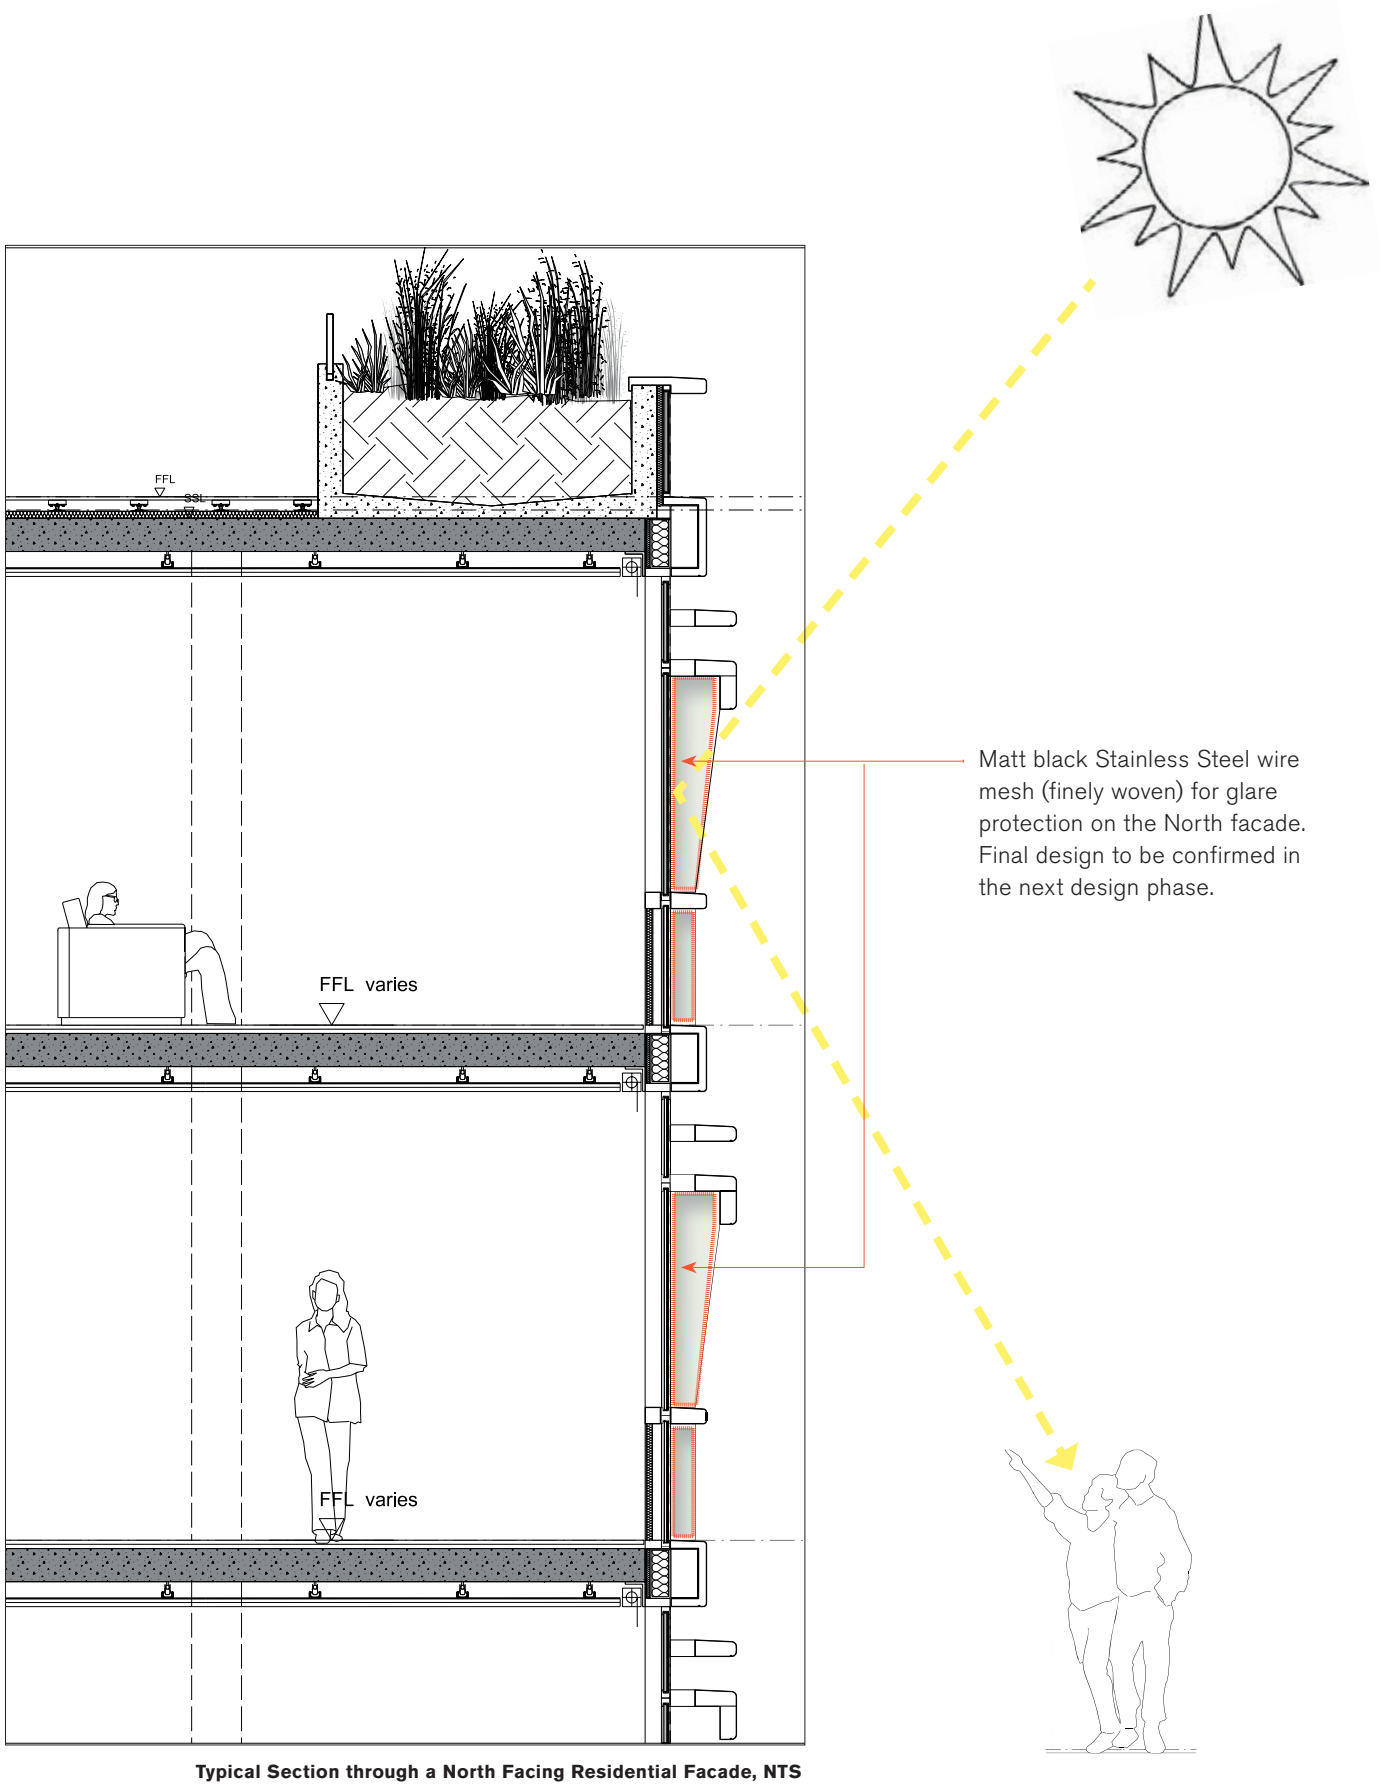 FFL
SSL
Matt black Stainless Steel wire
mesh (finely woven) for glare
protection on the North facade.
Final design to be confirmed in
the next design phase.
FFL varies
FFL varies
Typical Section through a North Facing Residential Facade, NTS